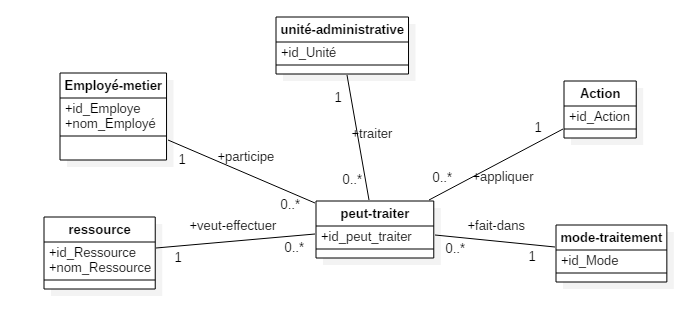 unité-administrative
+id_Unité
Employé-metier
+id_Employe
+nom_Employé
Action
+id_Action
1
+traiter
1
1
+participe
0..*
0..*
+appliquer
0..*
peut-traiter
+id_peut_traiter
ressource
+id_Ressource
+nom_Ressource
+veut-effectuer
1
0..*
+fait-dans
0..*
1
mode-traitement
+id_Mode